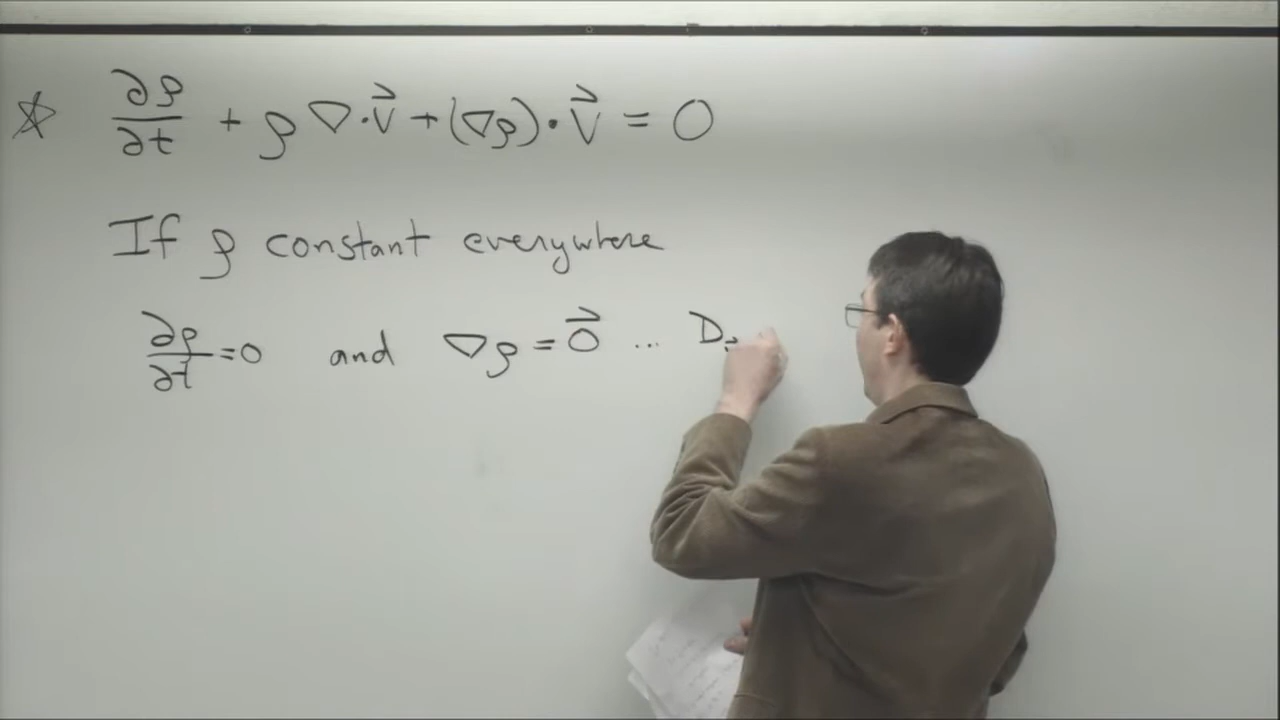 ☆ ∂ρ/∂t + ρ ∇·V⃗ + (∇ρ)·V⃗ = 0
If ρ constant everywhere
∂ρ/∂t = 0 and ∇ρ = 0⃗ ... D